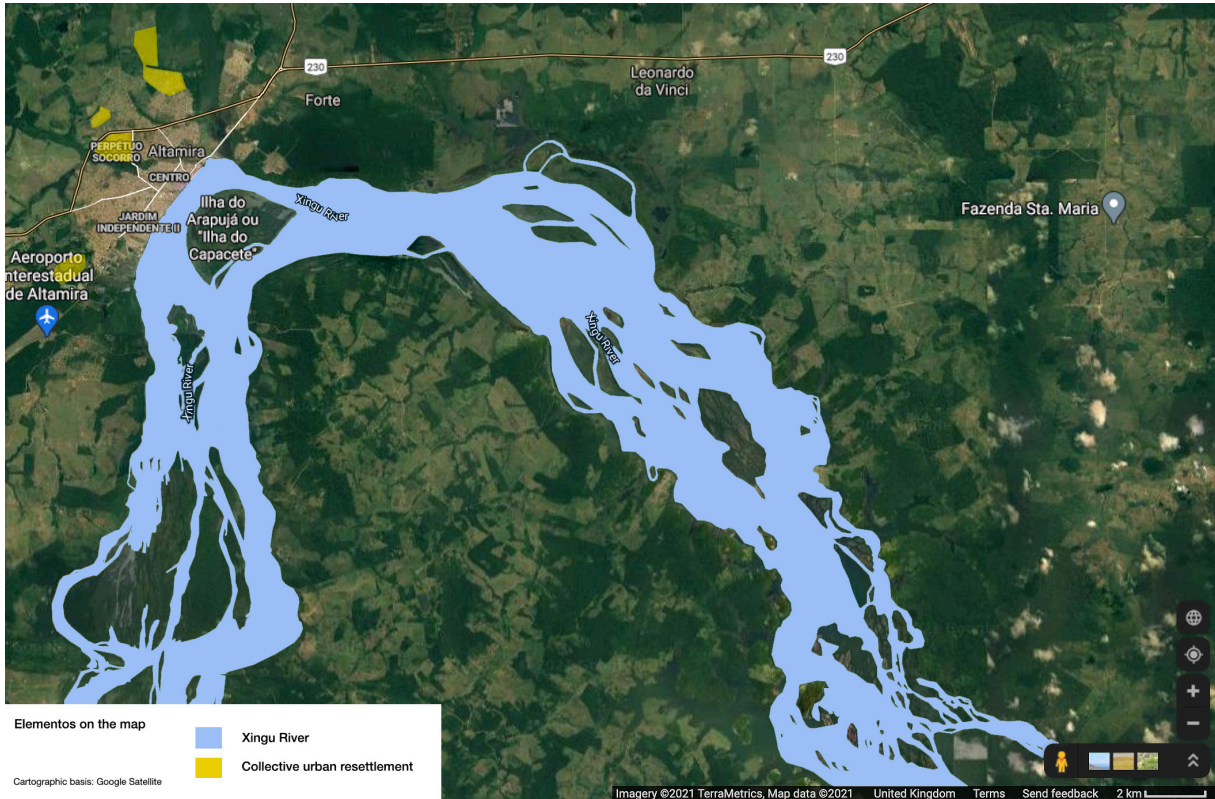 230
230
Leonardo
da Vinci
Forte
PERPÉTUO
SOCORRO
Altamira
CENTRO
Ilha do
Arapujá ou
"Ilha do
Capacete"
Xingu River
JARDIM
INDEPENDENTE II
Fazenda Sta. Maria
Aeroporto
nterestadual
de Altamira
Xingu River
Xingu River
Elementos on the map
Xingu River
Collective urban resettlement
Cartographic basis: Google Satellite
Imagery ©2021 TerraMetrics, Map data ©2021 United Kingdom Terms Send feedback 2 km